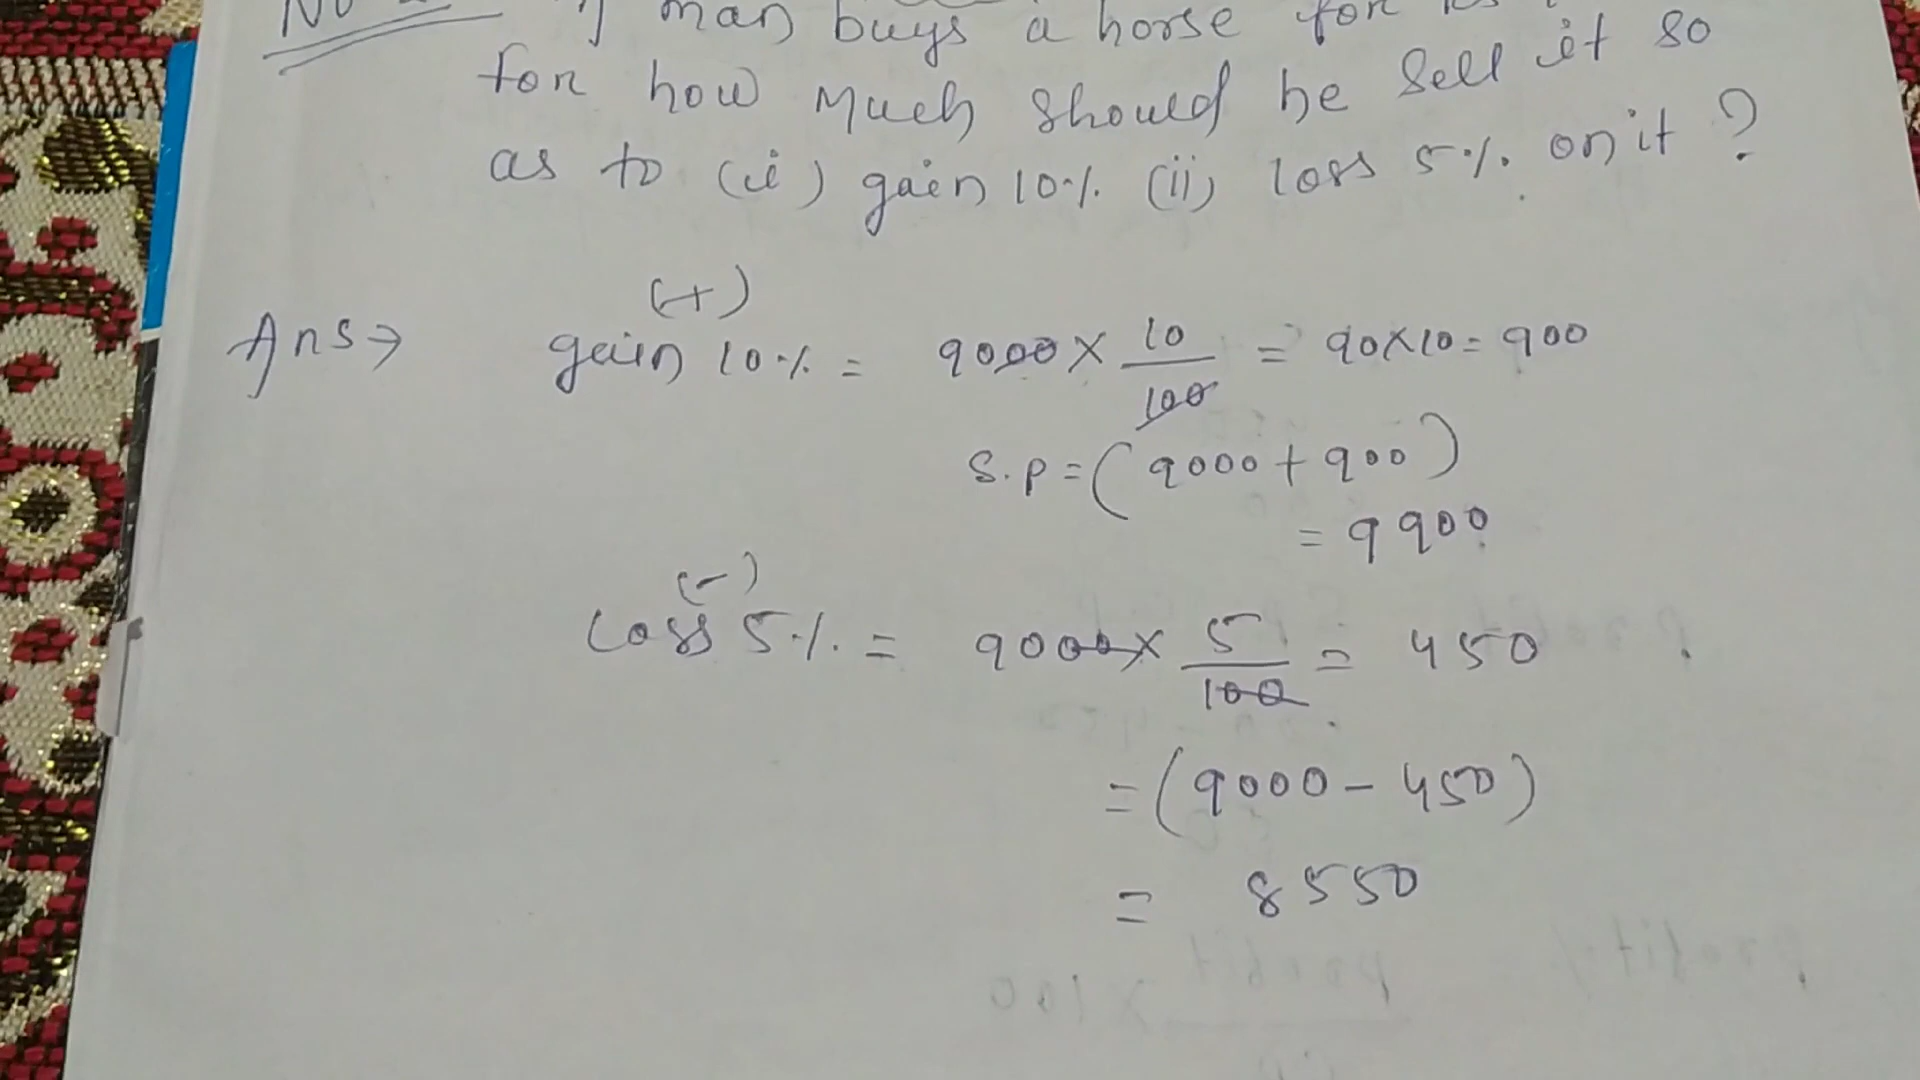 man buys a horse for
for how much should he sell it so
as to (i) gain 10% (ii) loss 5% on it ?
(+)
Ans → gain 10% = 9000 × 10/100 = 90×10 = 900
S.P = (9000 + 900)
= 9900
(-)
Loss 5% = 9000 × 5/100 = 450
= (9000 - 450)
= 8550